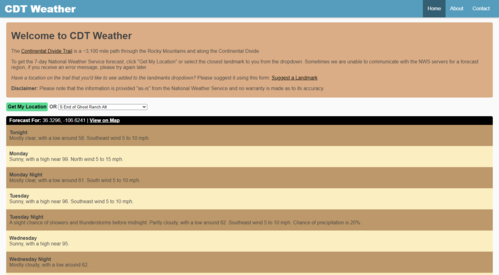 CDT Weather
Home About Contact
Welcome to CDT Weather
The Continental Divide Trail is a ~3,100 mile path through the Rocky Mountains and along the Continental Divide.
To get the 7 day National Weather Service forecast, click "Get My Location" or select the closest landmark to you from the dropdown. Sometimes we are unable to communicate with the NWS servers for a forecast
region, if you receive an error message, please try again later.
Have a location on the trail that you'd like to see added to the landmarks dropdown? Please suggest it using this form: Suggest a Landmark
Disclaimer: Please note that the information is provided "as-is" from the National Weather Service and no warranty is made as to its accuracy.
Get My Location OR S End of Ghost Ranch Alt
Forecast For: 36.3296, -106.6241 | View on Map
Tonight
Mostly clear, with a low around 59. Southeast wind 5 to 10 mph.
Monday
Sunny, with a high near 99. North wind 5 to 15 mph.
Monday Night
Mostly clear, with a low around 61. South wind 5 to 10 mph.
Tuesday
Sunny, with a high near 96. Southeast wind 5 to 10 mph.
Tuesday Night
A slight chance of showers and thunderstorms before midnight. Partly cloudy, with a low around 62. Southeast wind 5 to 10 mph. Chance of precipitation is 20%.
Wednesday
Sunny, with a high near 95.
Wednesday Night
Mostly cloudy, with a low around 62.